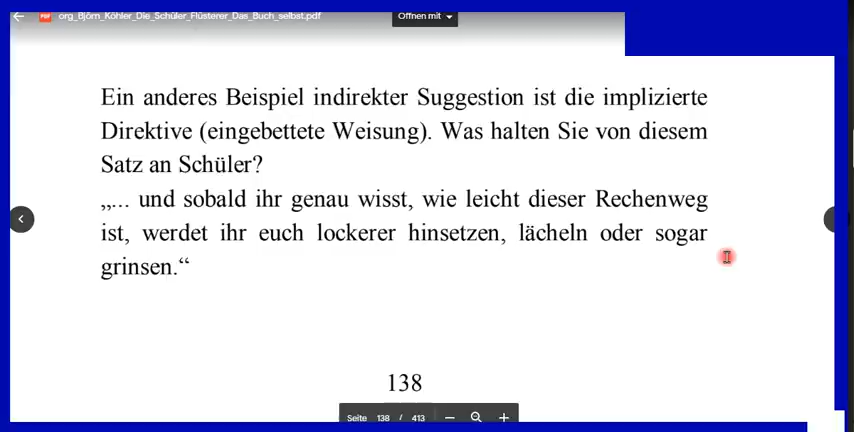 org_Björn_Köhler_Die_Schüler_Flüsterer_Das_Buch_selbst.pdf
Öffnen mit
Ein anderes Beispiel indirekter Suggestion ist die implizierte
Direktive (eingebettete Weisung). Was halten Sie von diesem
Satz an Schüler?
„... und sobald ihr genau wisst, wie leicht dieser Rechenweg
ist, werdet ihr euch lockerer hinsetzen, lächeln oder sogar
grinsen.“
138
Seite 138 / 413